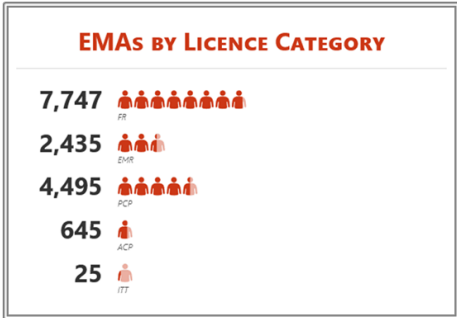 EMAs by Licence Category
7,747
FR
2,435
EMR
4,495
PCP
645
ACP
25
ITT